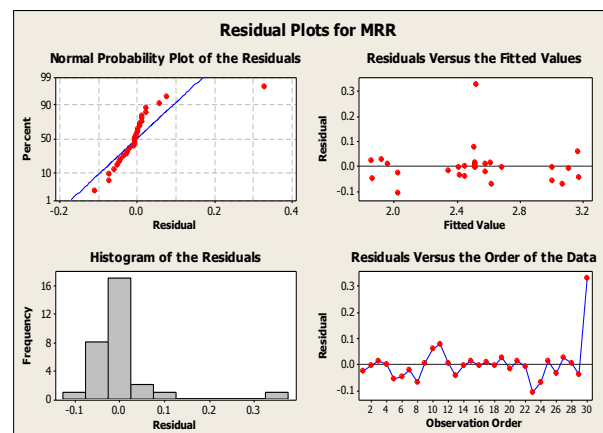 Residual Plots for MRR
Normal Probability Plot of the Residuals
99
90
50
10
1
Percent
-0.2 0.0 0.2 0.4
Residual
Residuals Versus the Fitted Values
0.3
0.2
0.1
0.0
-0.1
Residual
2.0 2.4 2.8 3.2
Fitted Value
Histogram of the Residuals
16
12
8
4
0
Frequency
-0.1 0.0 0.1 0.2 0.3
Residual
Residuals Versus the Order of the Data
0.3
0.2
0.1
0.0
-0.1
Residual
2 4 6 8 10 12 14 16 18 20 22 24 26 28 30
Observation Order